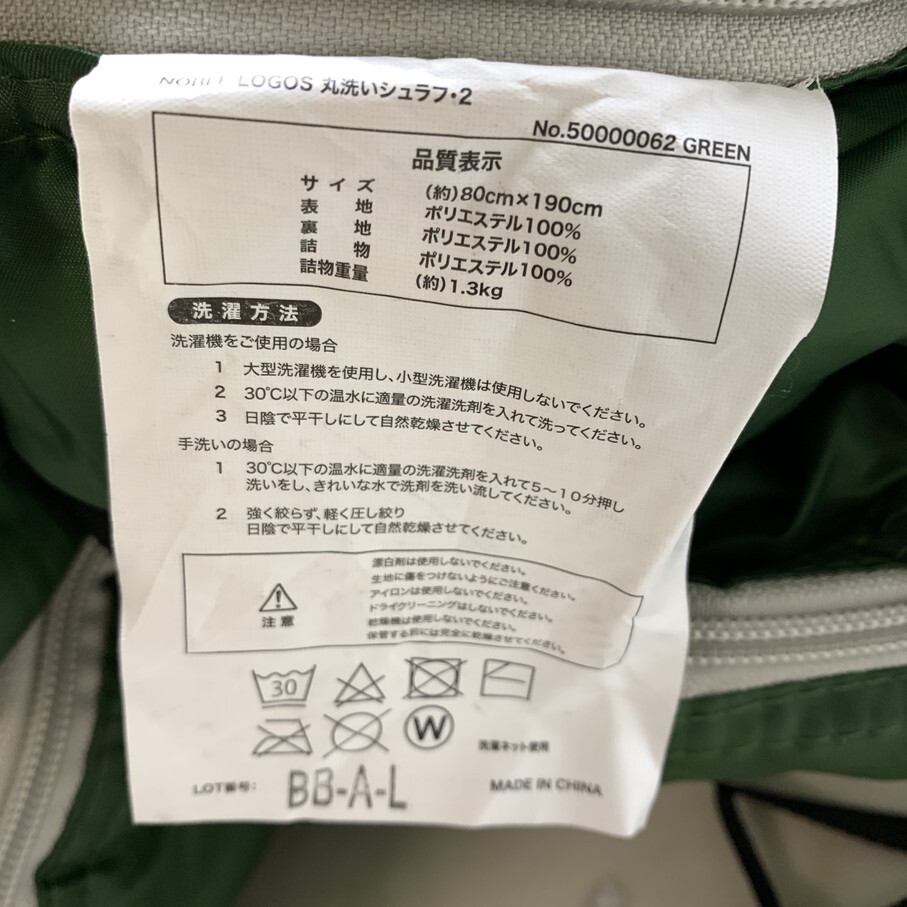 LOGOS 丸洗いシュラフ・2
No.50000062 GREEN
品質表示
サイズ (約)80cm×190cm
表地 ポリエステル100%
裏地 ポリエステル100%
詰物 ポリエステル100%
詰物重量 (約)1.3kg
洗濯方法
洗濯機をご使用の場合
1 大型洗濯機を使用し、小型洗濯機は使用しないでください。
2 30℃以下の温水に適量の洗濯洗剤を入れて洗ってください。
3 日陰で平干しにして自然乾燥させてください。
手洗いの場合
1 30℃以下の温水に適量の洗濯洗剤を入れて5〜10分押し
洗いをし、きれいな水で洗剤を洗い流してください。
2 強く絞らず、軽く圧し絞り
日陰で平干しにして自然乾燥させてください。
注意
漂白剤は使用しないでください。
生地に傷をつけないようにご注意ください。
アイロンは使用しないでください。
ドライクリーニングはしないでください。
乾燥機は使用しないでください。
保管する前には完全に乾燥させてください。
30
W
洗濯ネット使用
LOT番号: BB-A-L
MADE IN CHINA